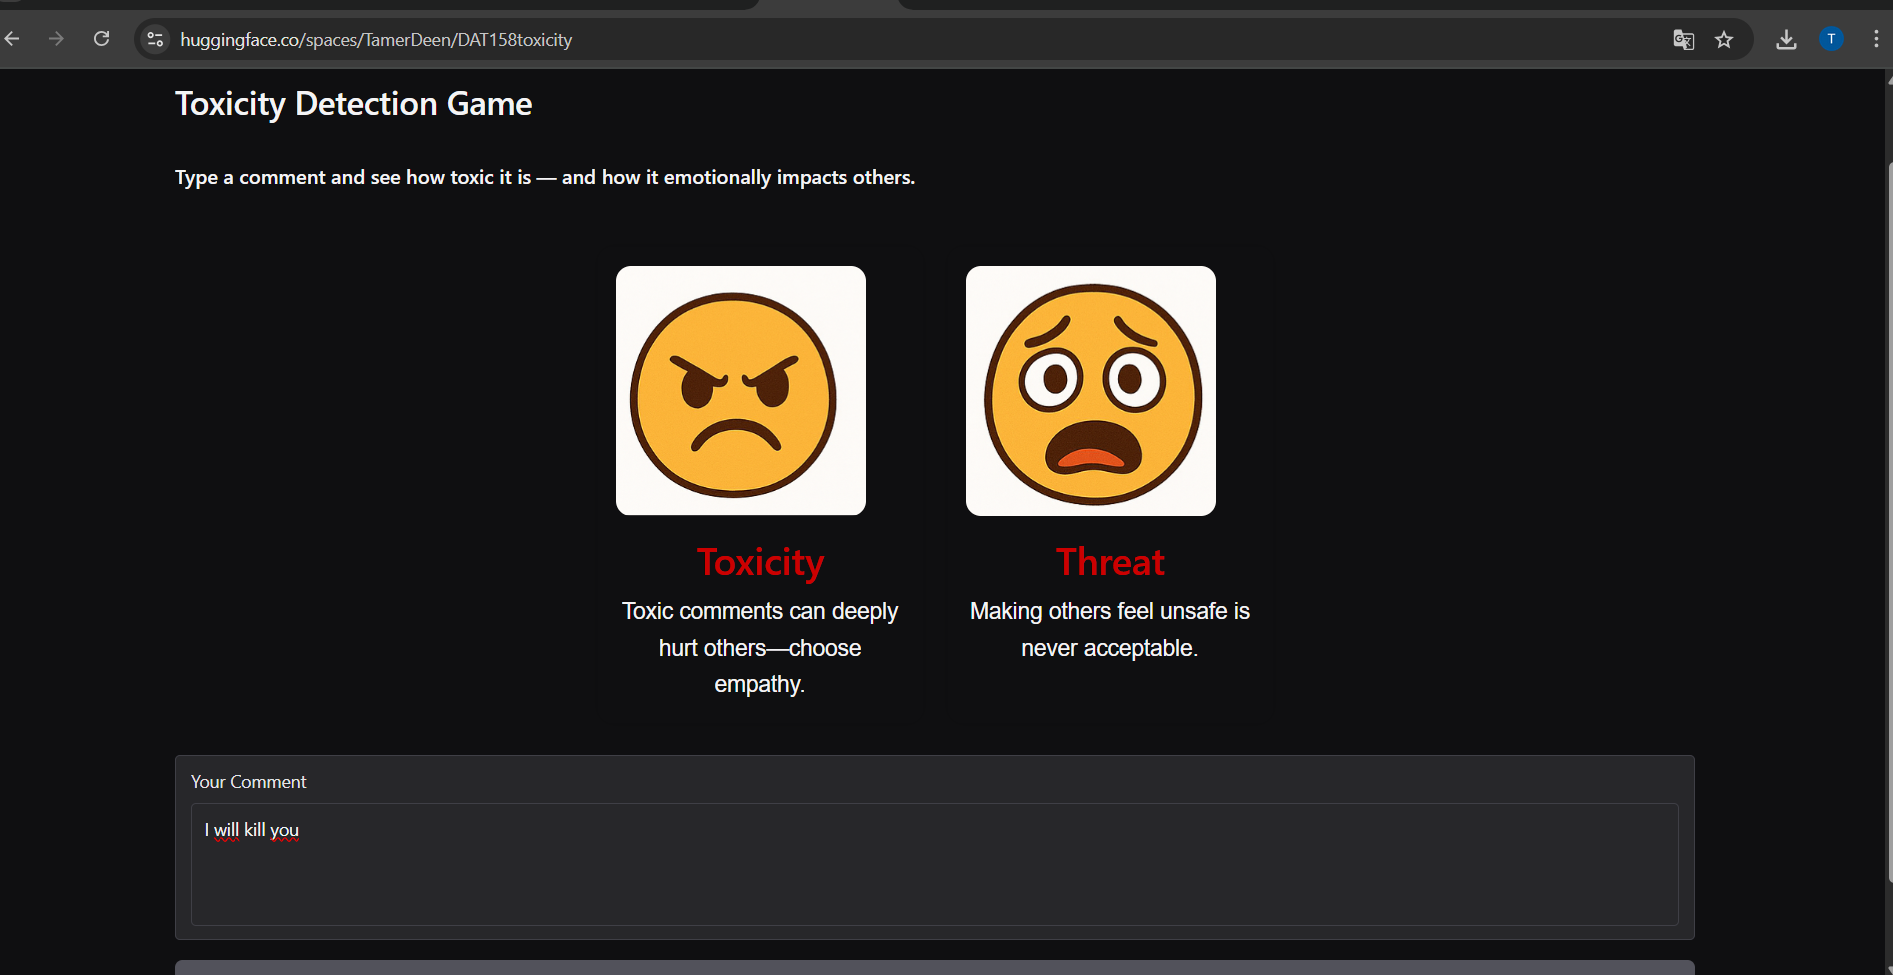 huggingface.co/spaces/TamerDeen/DAT158toxicity
T
Toxicity Detection Game
Type a comment and see how toxic it is — and how it emotionally impacts others.
Toxicity
Toxic comments can deeply
hurt others—choose
empathy.
Threat
Making others feel unsafe is
never acceptable.
Your Comment
I will kill you